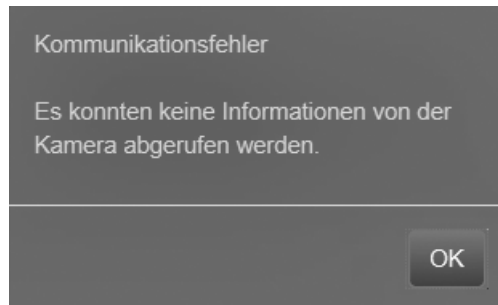 Kommunikationsfehler
Es konnten keine Informationen von der
Kamera abgerufen werden.
OK